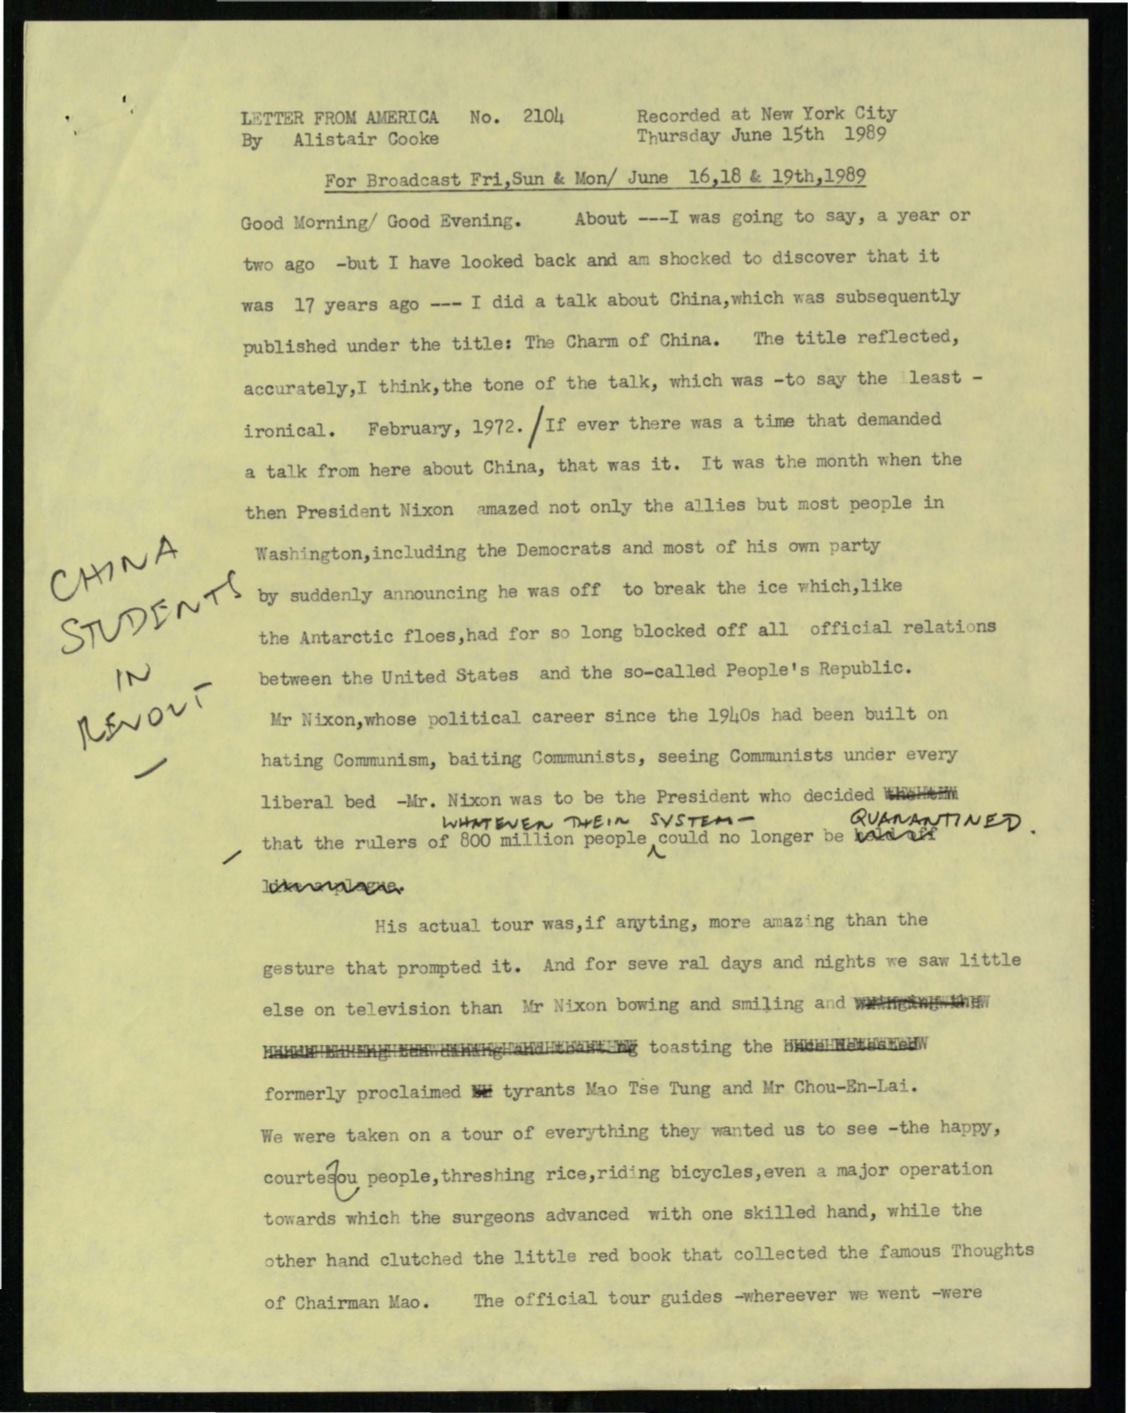 LETTER FROM AMERICA No. 2104 Recorded at New York City
By Alistair Cooke Thursday June 15th 1989
For Broadcast Fri,Sun & Mon/ June 16,18 & 19th,1989
Good Morning/ Good Evening. About ---I was going to say, a year or
two ago -but I have looked back and am shocked to discover that it
was 17 years ago --- I did a talk about China,which was subsequently
published under the title: The Charm of China. The title reflected,
accurately,I think,the tone of the talk, which was -to say the least -
ironical. February, 1972. / If ever there was a time that demanded
a talk from here about China, that was it. It was the month when the
then President Nixon amazed not only the allies but most people in
Washington,including the Democrats and most of his own party
by suddenly announcing he was off to break the ice which,like
the Antarctic floes,had for so long blocked off all official relations
between the United States and the so-called People's Republic.
CHINA
STUDENTS
IN
REVOLT
Mr Nixon,whose political career since the 1940s had been built on
hating Communism, baiting Communists, seeing Communists under every
liberal bed -Mr. Nixon was to be the President who decided
WHATEVER THEIR SYSTEM- QUARANTINED.
that the rulers of 800 million people could no longer be hold off
like a plague.
His actual tour was,if anyting, more amazing than the
gesture that prompted it. And for seve ral days and nights we saw little
else on television than Mr Nixon bowing and smiling and
toasting the
formerly proclaimed tyrants Mao Tse Tung and Mr Chou-En-Lai.
We were taken on a tour of everything they wanted us to see -the happy,
courtesou people,threshing rice,riding bicycles,even a major operation
towards which the surgeons advanced with one skilled hand, while the
other hand clutched the little red book that collected the famous Thoughts
of Chairman Mao. The official tour guides -whereever we went -were